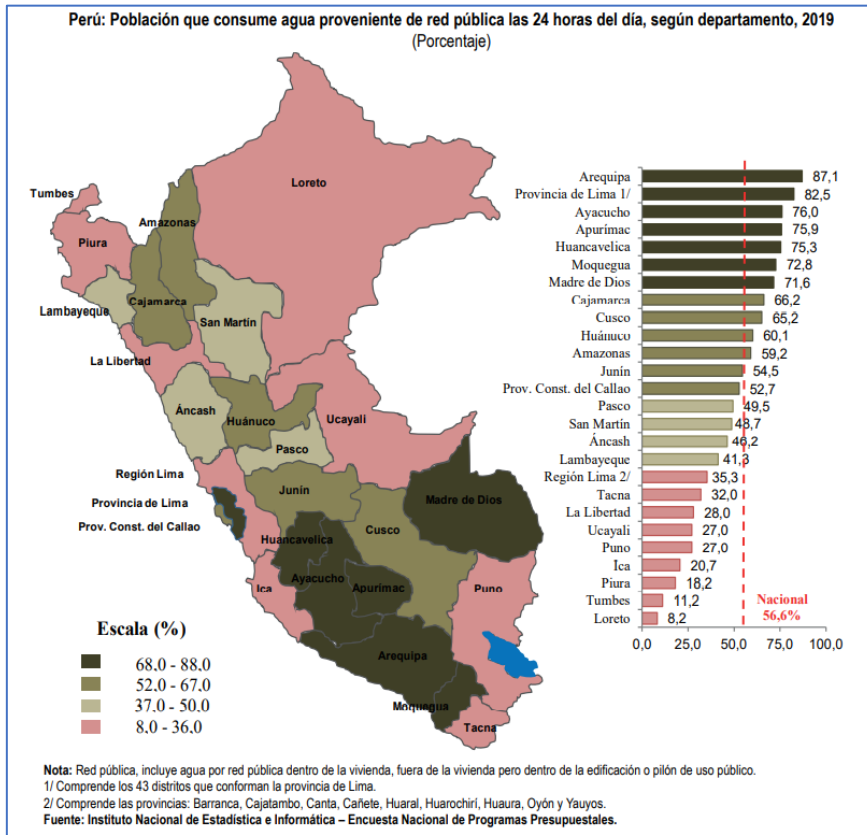 Perú: Población que consume agua proveniente de red pública las 24 horas del día, según departamento, 2019
(Porcentaje)
Loreto
Tumbes
Amazonas
Piura
Cajamarca
Lambayeque
San Martín
La Libertad
Áncash
Huánuco
Ucayali
Pasco
Región Lima
Junín
Madre de Dios
Provincia de Lima
Prov. Const. del Callao
Cusco
Huancavelica
Ayacucho
Apurímac
Ica
Puno
Arequipa
Moquegua
Tacna
Escala (%)
68.0 - 88.0
52.0 - 67.0
37.0 - 50.0
8.0 - 36.0
Arequipa 87,1
Provincia de Lima 1/ 82,5
Ayacucho 76,0
Apurímac 75,9
Huancavelica 75,3
Moquegua 72,8
Madre de Dios 71,6
Cajamarca 66,2
Cusco 65,2
Huánuco 60,1
Amazonas 59,2
Junín 54,5
Prov. Const. del Callao 52,7
Pasco 49,5
San Martín 48,7
Áncash 46,2
Lambayeque 41,3
Región Lima 2/ 35,3
Tacna 32,0
La Libertad 28,0
Ucayali 27,0
Puno 27,0
Ica 20,7
Piura 18,2
Tumbes 11,2
Loreto 8,2
Nacional
56,6%
0,0 25,0 50,0 75,0 100,0
Nota: Red pública, incluye agua por red pública dentro de la vivienda, fuera de la vivienda pero dentro de la edificación o pilón de uso público.
1/ Comprende los 43 distritos que conforman la provincia de Lima.
2/ Comprende las provincias: Barranca, Cajatambo, Canta, Cañete, Huaral, Huarochirí, Huaura, Oyón y Yauyos.
Fuente: Instituto Nacional de Estadística e Informática – Encuesta Nacional de Programas Presupuestales.